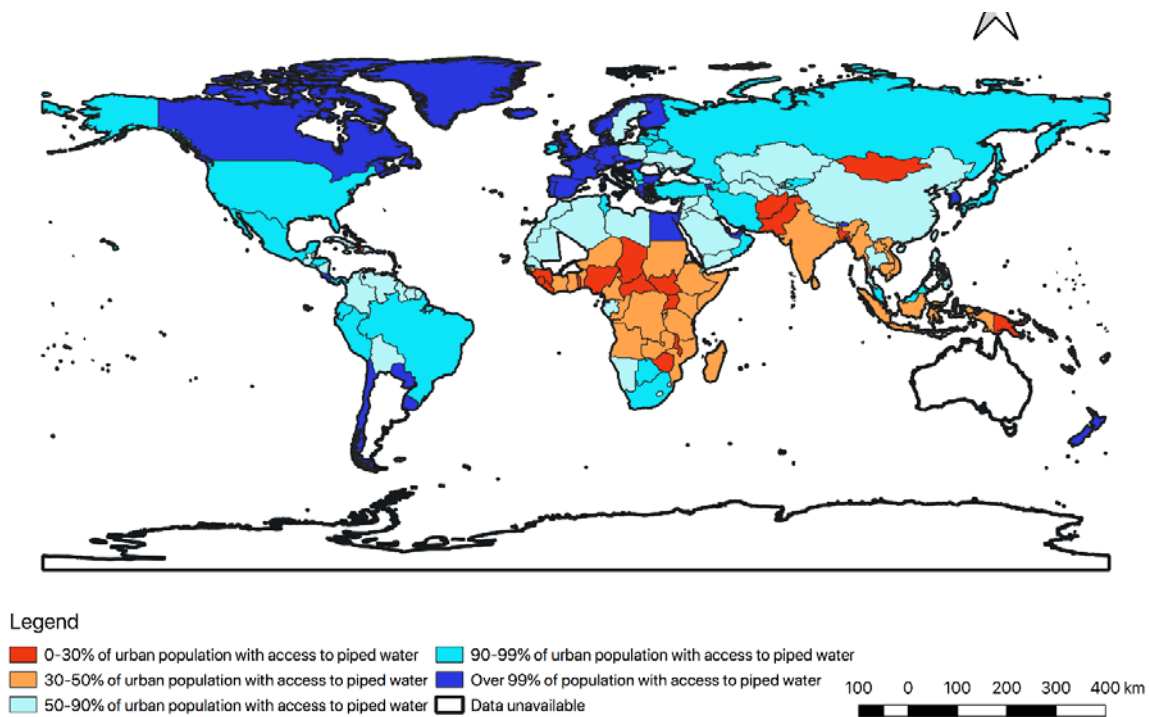 Legend
0-30% of urban population with access to piped water
90-99% of urban population with access to piped water
30-50% of urban population with access to piped water
Over 99% of population with access to piped water
50-90% of urban population with access to piped water
Data unavailable
100 0 100 200 300 400 km